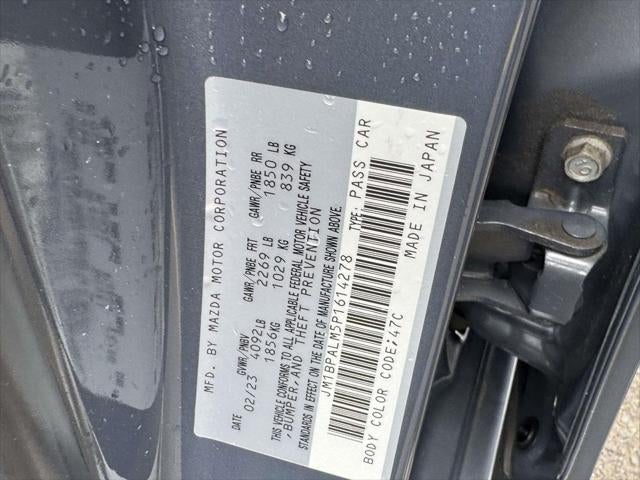 MFD. BY MAZDA MOTOR CORPORATION
DATE GVWR/PNBV GAWR/PNBE FRT GAWR/PNBE RR
02/23 4092LB 2269 LB 1850 LB
1856KG 1029 KG 839 KG
THIS VEHICLE CONFORMS TO ALL APPLICABLE FEDERAL MOTOR VEHICLE SAFETY
,BUMPER,AND THEFT PREVENTION
STANDARDS IN EFFECT ON THE DATE OF MANUFACTURE SHOWN ABOVE.
JM1BPALM5P1614278 TYPE: PASS CAR
BODY COLOR CODE;47C MADE IN JAPAN